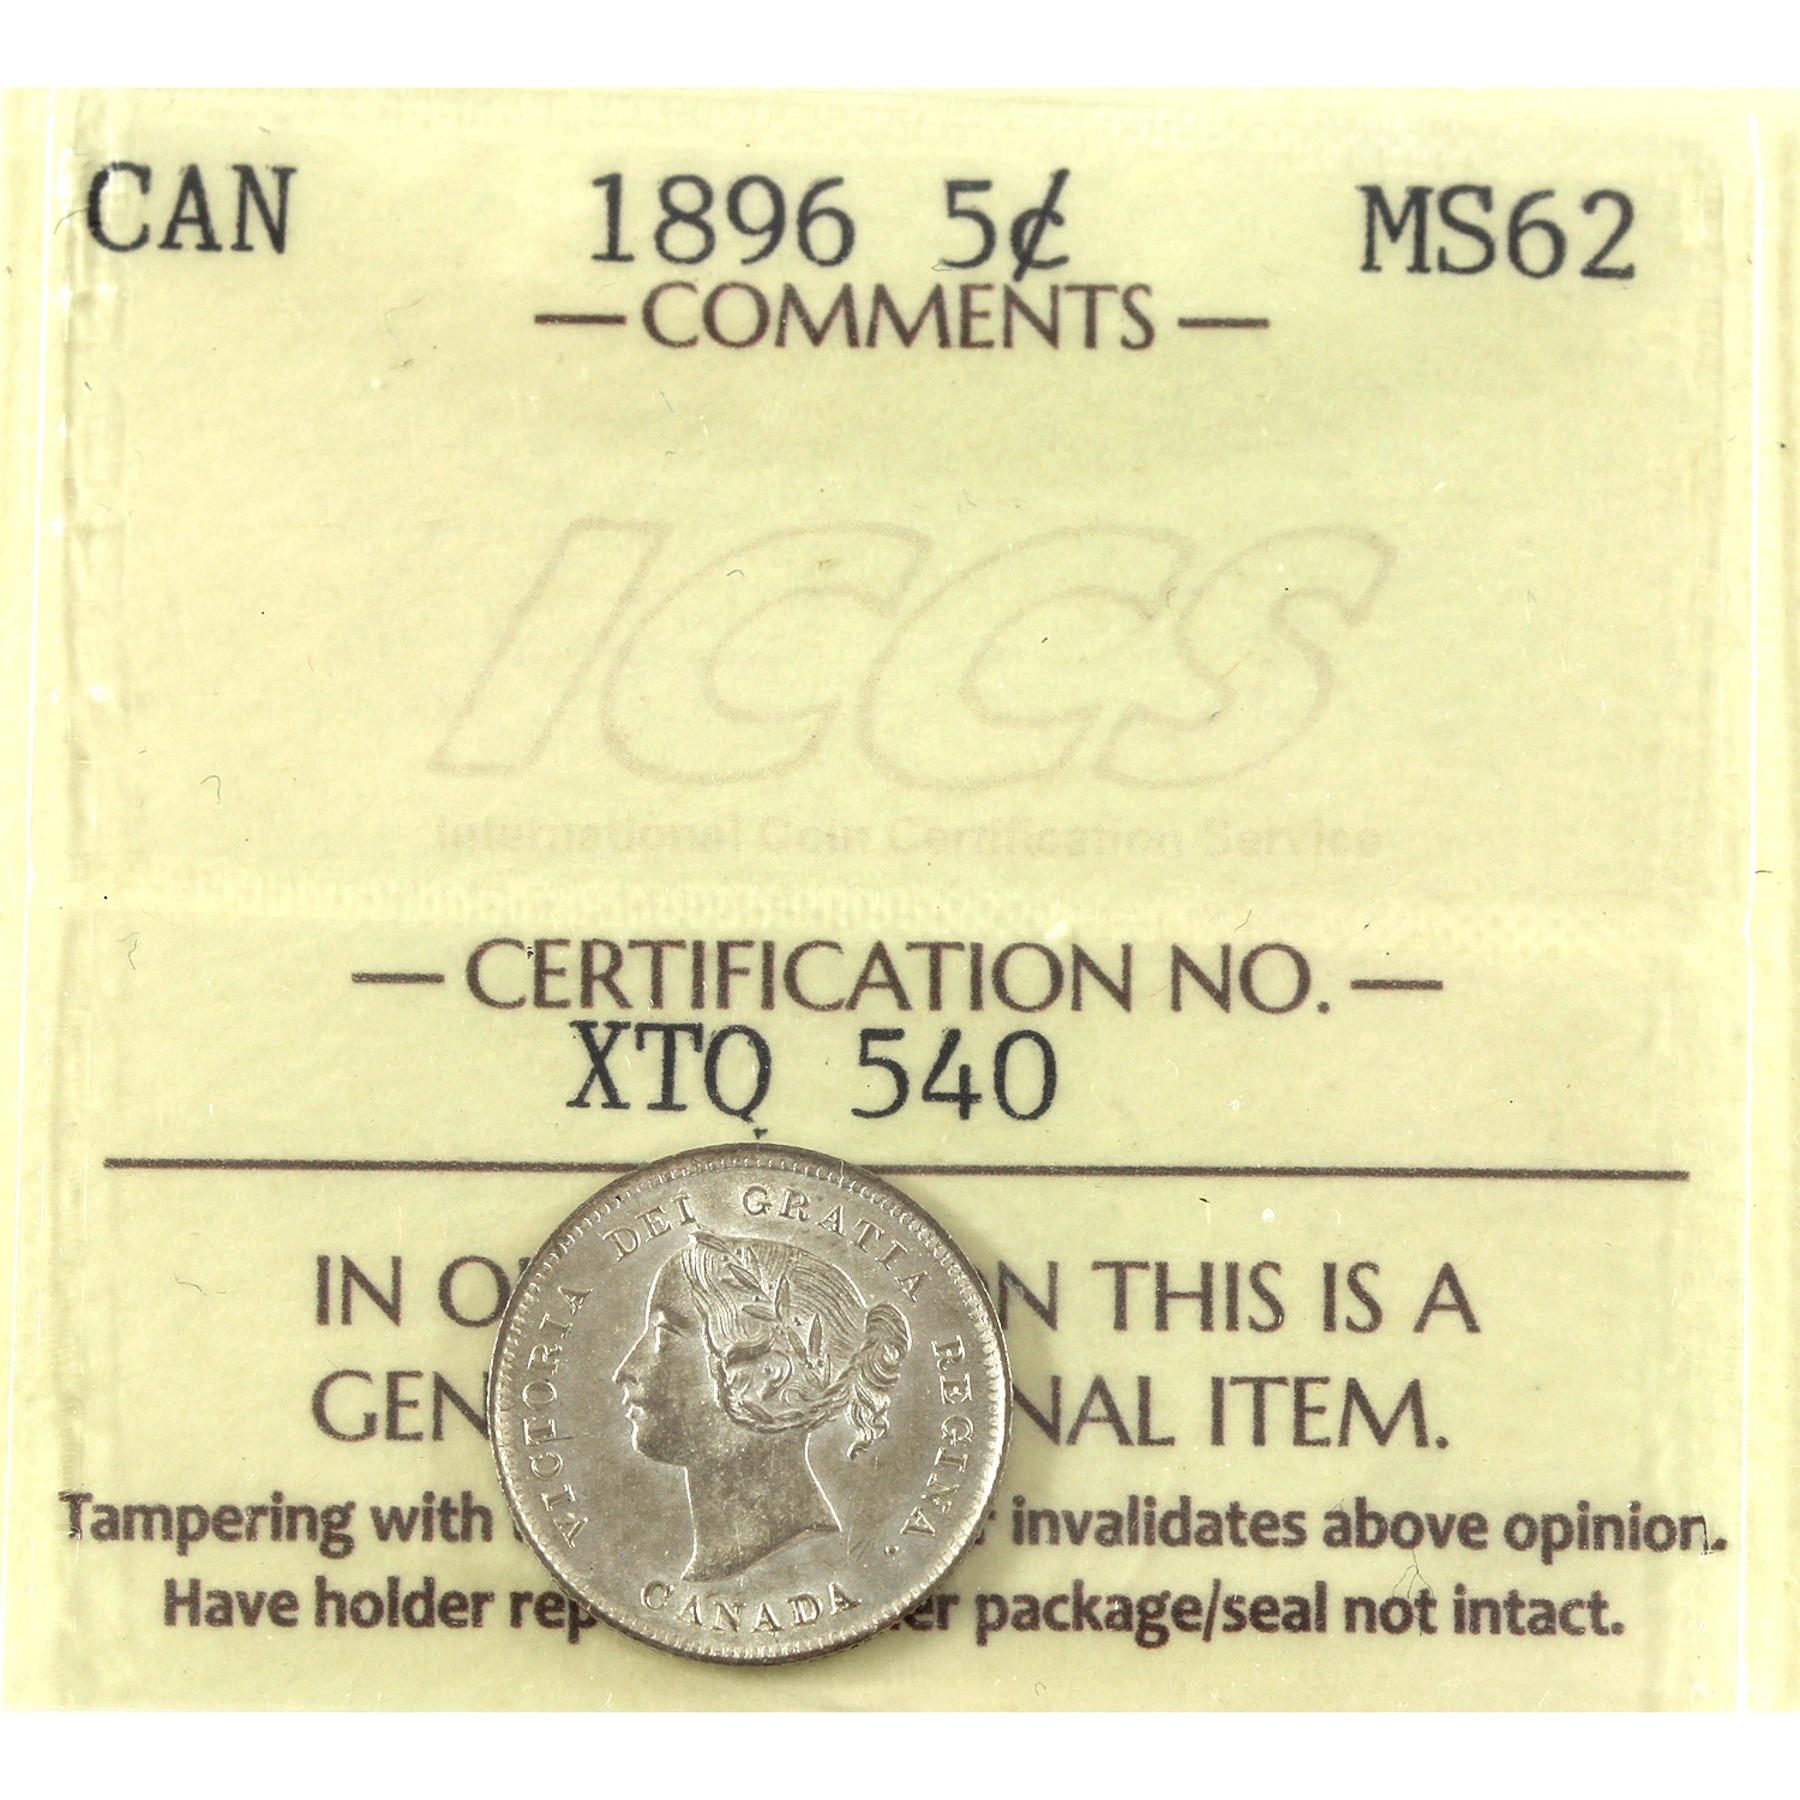 CAN 1896 5¢ MS62
—COMMENTS—
ICCS
International Coin Certification Service
—CERTIFICATION NO.—
XTQ 540
IN O N THIS IS A
GEN NAL ITEM.
Tampering with r invalidates above opinion.
Have holder rep er package/seal not intact.
VICTORIA DEI GRATIA REGINA.
CANADA